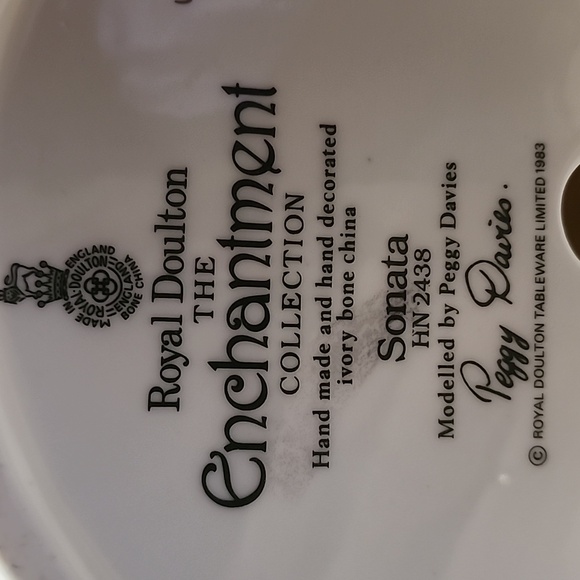 MADE IN ENGLAND
ROYAL DOULTON
ENGLISH BONE CHINA
Royal Doulton
THE
Enchantment
COLLECTION
Hand made and hand decorated
ivory bone china
Sonata
HN 2438
Modelled by Peggy Davies
Peggy Davies.
© ROYAL DOULTON TABLEWARE LIMITED 1983